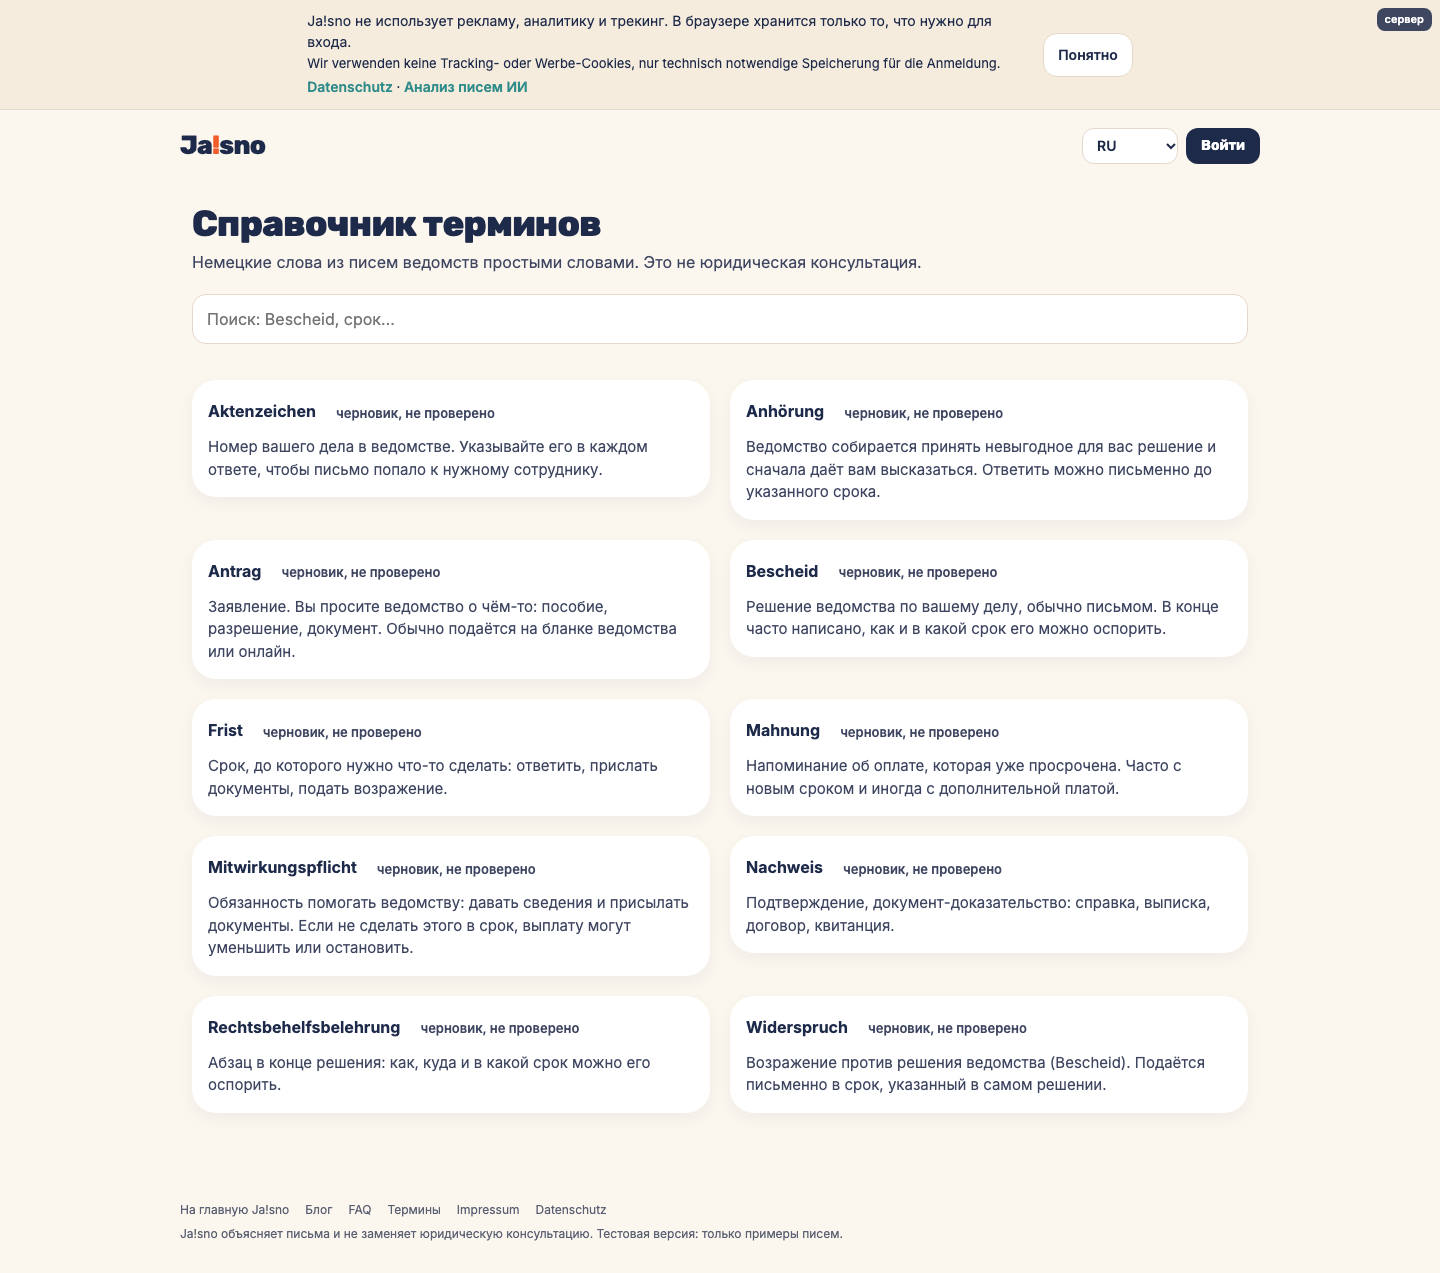 Ja!sno не использует рекламу, аналитику и трекинг. В браузере хранится только то, что нужно для
входа.
Wir verwenden keine Tracking- oder Werbe-Cookies, nur technisch notwendige Speicherung für die Anmeldung.
Datenschutz · Анализ писем ИИ
Понятно
сервер
Ja!sno
RU
Войти
Справочник терминов
Немецкие слова из писем ведомств простыми словами. Это не юридическая консультация.
Поиск: Bescheid, срок...
Aktenzeichen черновик, не проверено
Номер вашего дела в ведомстве. Указывайте его в каждом
ответе, чтобы письмо попало к нужному сотруднику.
Anhörung черновик, не проверено
Ведомство собирается принять невыгодное для вас решение и
сначала даёт вам высказаться. Ответить можно письменно до
указанного срока.
Antrag черновик, не проверено
Заявление. Вы просите ведомство о чём-то: пособие,
разрешение, документ. Обычно подаётся на бланке ведомства
или онлайн.
Bescheid черновик, не проверено
Решение ведомства по вашему делу, обычно письмом. В конце
часто написано, как и в какой срок его можно оспорить.
Frist черновик, не проверено
Срок, до которого нужно что-то сделать: ответить, прислать
документы, подать возражение.
Mahnung черновик, не проверено
Напоминание об оплате, которая уже просрочена. Часто с
новым сроком и иногда с дополнительной платой.
Mitwirkungspflicht черновик, не проверено
Обязанность помогать ведомству: давать сведения и присылать
документы. Если не сделать этого в срок, выплату могут
уменьшить или остановить.
Nachweis черновик, не проверено
Подтверждение, документ-доказательство: справка, выписка,
договор, квитанция.
Rechtsbehelfsbelehrung черновик, не проверено
Абзац в конце решения: как, куда и в какой срок можно его
оспорить.
Widerspruch черновик, не проверено
Возражение против решения ведомства (Bescheid). Подаётся
письменно в срок, указанный в самом решении.
На главную Ja!sno Блог FAQ Термины Impressum Datenschutz
Ja!sno объясняет письма и не заменяет юридическую консультацию. Тестовая версия: только примеры писем.